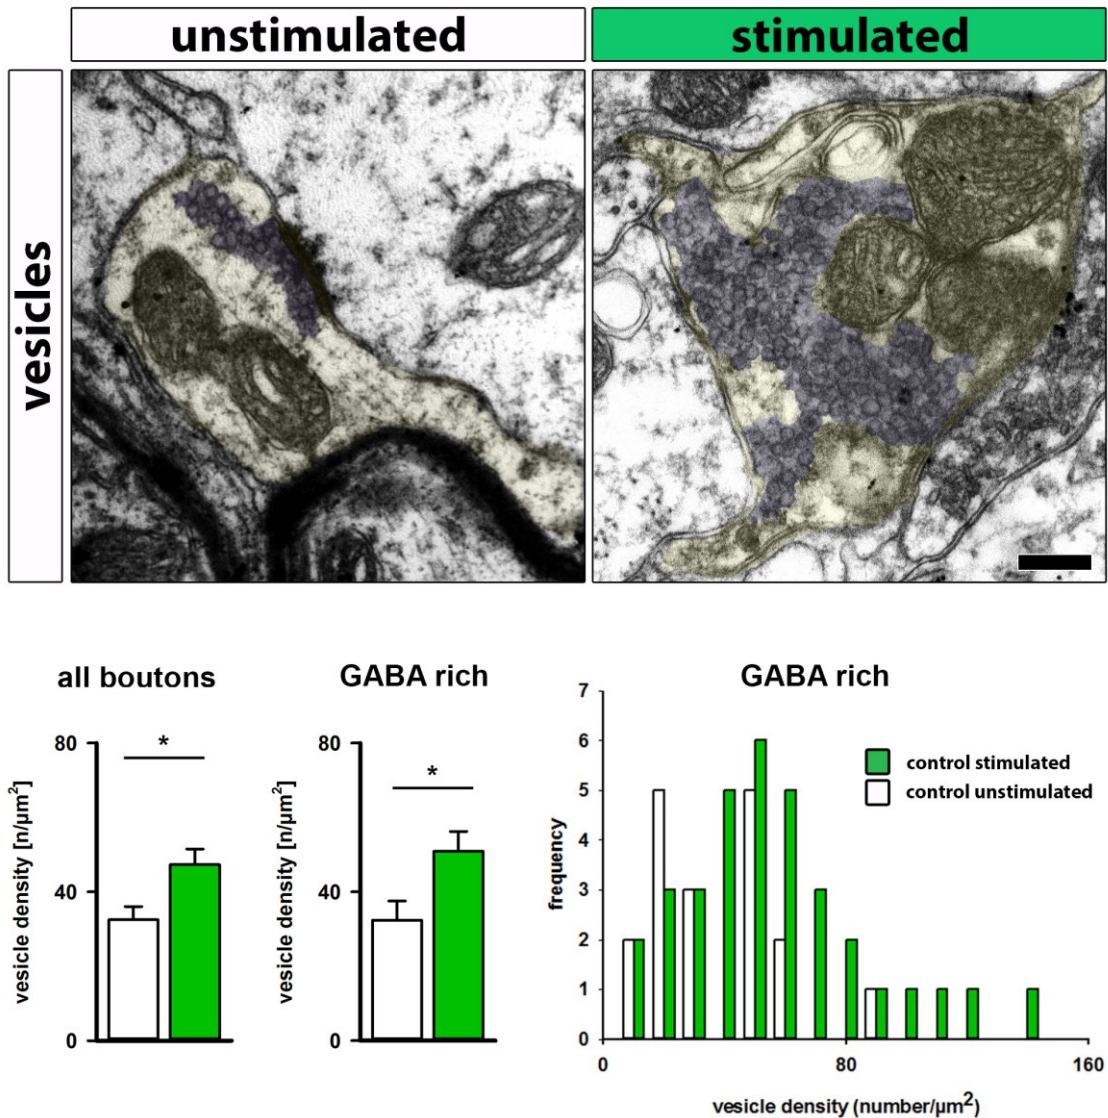 unstimulated
stimulated
vesicles
all boutons
GABA rich
GABA rich
vesicle density [n/µm²]
80
*
40
0
vesicle density [n/µm²]
80
*
40
0
frequency
7
6
5
4
3
2
1
0
control stimulated
control unstimulated
0
80
160
vesicle density (number/µm²)